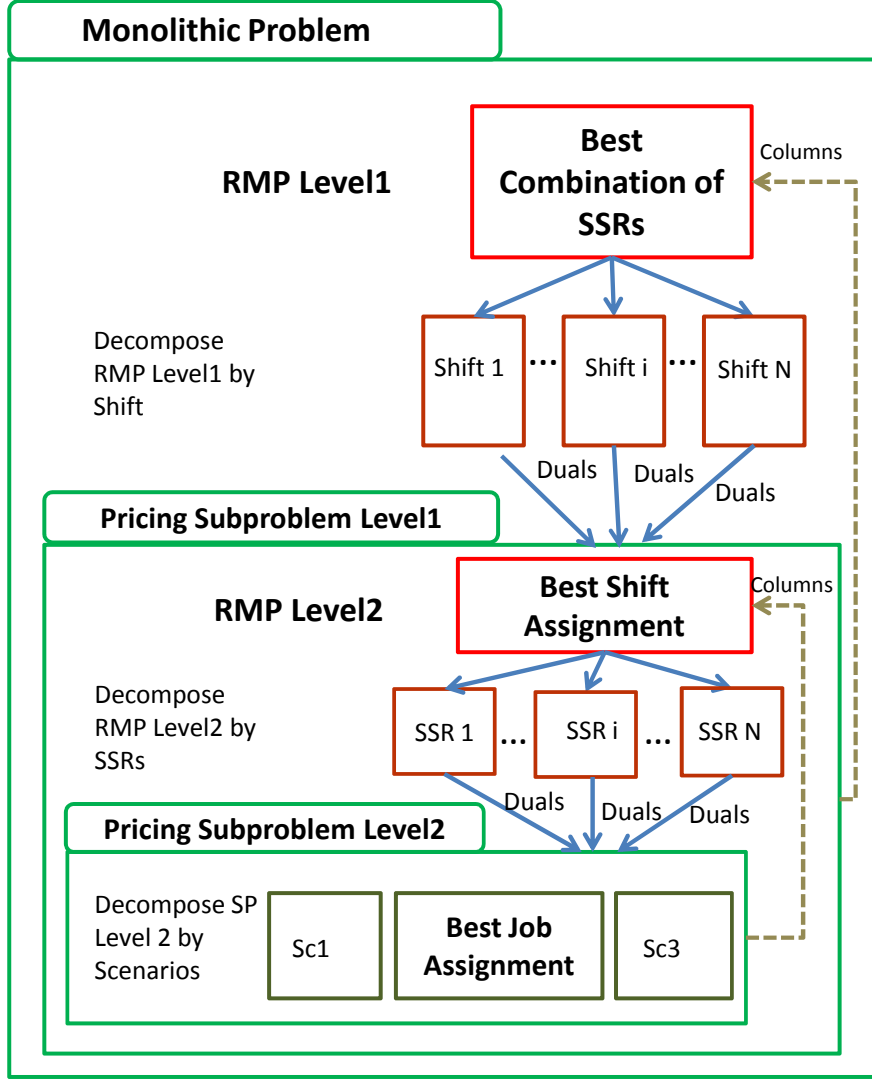 Monolithic Problem
Best
Combination of
SSRs
Columns
RMP Level1
Decompose
RMP Level1 by
Shift
Shift 1
...
Shift i
...
Shift N
Duals
Duals
Duals
Pricing Subproblem Level1
Best Shift
Assignment
Columns
RMP Level2
Decompose
RMP Level2 by
SSRs
SSR 1
...
SSR i
...
SSR N
Duals
Duals
Duals
Pricing Subproblem Level2
Decompose SP
Level 2 by
Scenarios
Sc1
Best Job
Assignment
Sc3